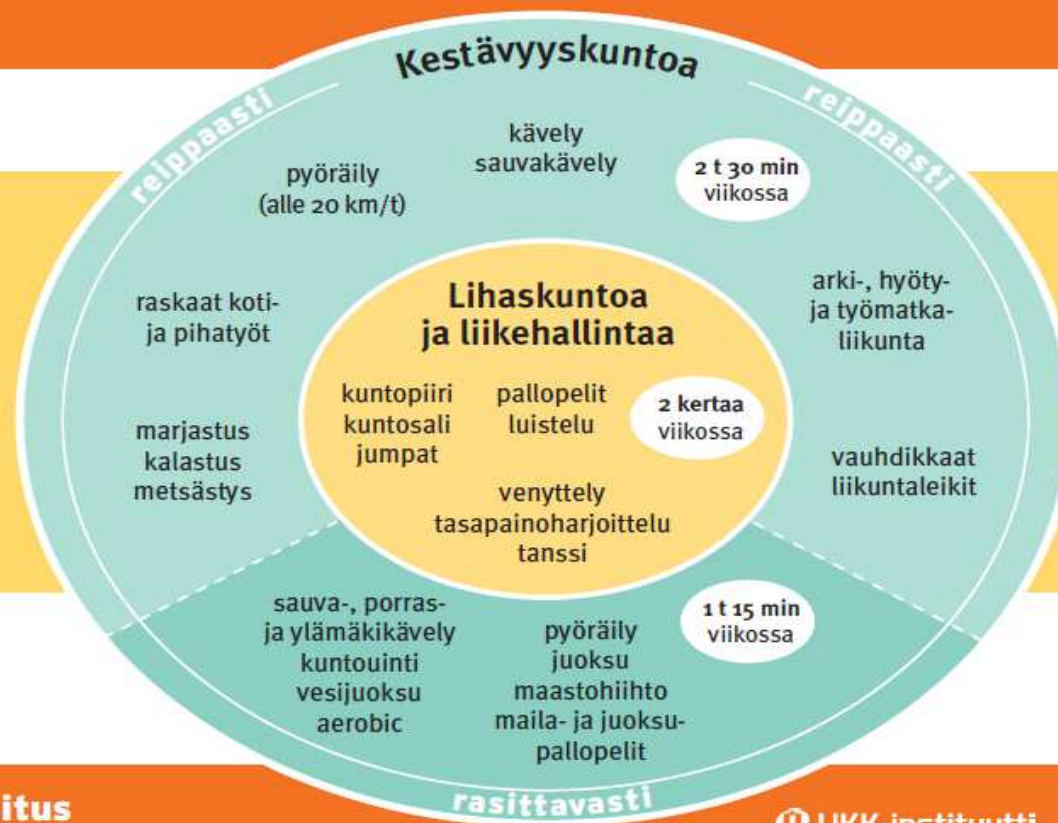 Kestävyyskuntoa
reippaasti
reippaasti
kävely
sauvakävely
2 t 30 min
viikossa
pyöräily
(alle 20 km/t)
raskaat koti-
ja pihatyöt
arki-, hyöty-
ja työmatka-
liikunta
marjastus
kalastus
metsästys
vauhdikkaat
liikuntaleikit
Lihaskuntoa
ja liikehallintaa
kuntopiiri
kuntosali
jumpat
pallopelit
luistelu
2 kertaa
viikossa
venyttely
tasapainoharjoittelu
tanssi
sauva-, porras-
ja ylämäkikävely
kuntouinti
vesijuoksu
aerobic
pyöräily
juoksu
maastohiihto
maila- ja juoksu-
pallopelit
1 t 15 min
viikossa
rasittavasti
itus
UKK-instituutti